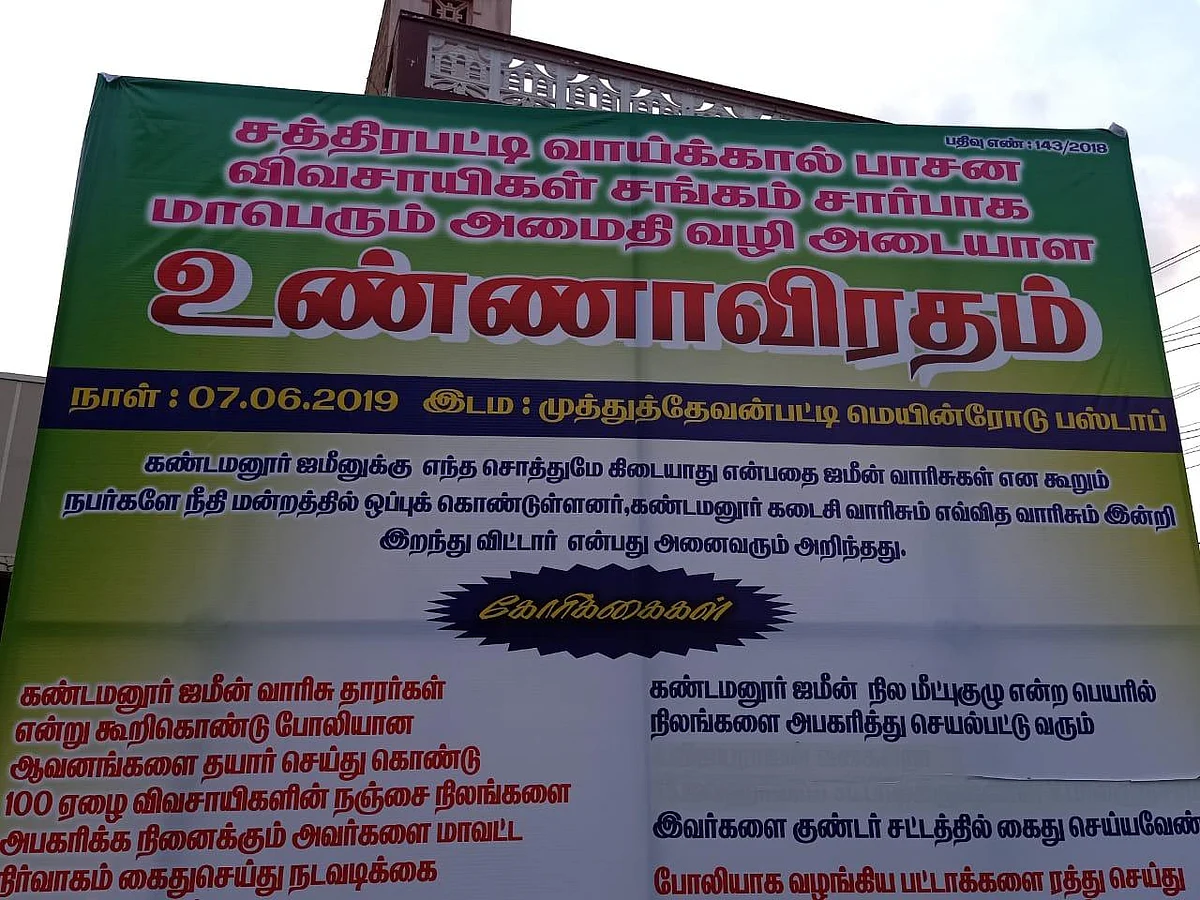 பதிவு எண் : 143/2018
சத்திரபட்டி வாய்க்கால் பாசன
விவசாயிகள் சங்கம் சார்பாக
மாபெரும் அமைதி வழி அடையாள
உண்ணாவிரதம்
நாள் : 07.06.2019 இடம : முத்துக்தேவன்பட்டி மெயின்ரோடு பஸ்டாப்
கண்டமனூர் ஐமீனுக்கு எந்த சொத்துமே கிடையாது என்பதை ஐமீன் வாரிசுகள் என கூறும்
நபர்களே நீதி மன்றத்தில் ஒப்புக் கொண்டுள்ளனர்,கண்டமனூர் கடைசி வாரிசும் எவ்வித வாரிசும் இன்றி
இறந்து விட்டார் என்பது அனைவரும் அறிந்தது.
கோரிக்கைகள்
கண்டமனூர் ஐமீன் வாரிசு தாரர்கள்
என்று கூறிகொண்டு போலியான
ஆவனங்களை தயார் செய்து கொண்டு
100 ஏழை விவசாயிகளின் நஞ்சை நிலங்களை
அபகரிக்க நினைக்கும் அவர்களை மாவட்ட
நிர்வாகம் கைதுசெய்து நடவடிக்கை
கண்டமனூர் ஐமீன் நில மீட்புகுழு என்ற பெயரில்
நிலங்களை அபகரித்து செயல்பட்டு வரும்
இவர்களை குண்டர் சட்டத்தில் கைது செய்யவேண்
போலியாக வழங்கிய பட்டாக்களை ரத்து செய்து